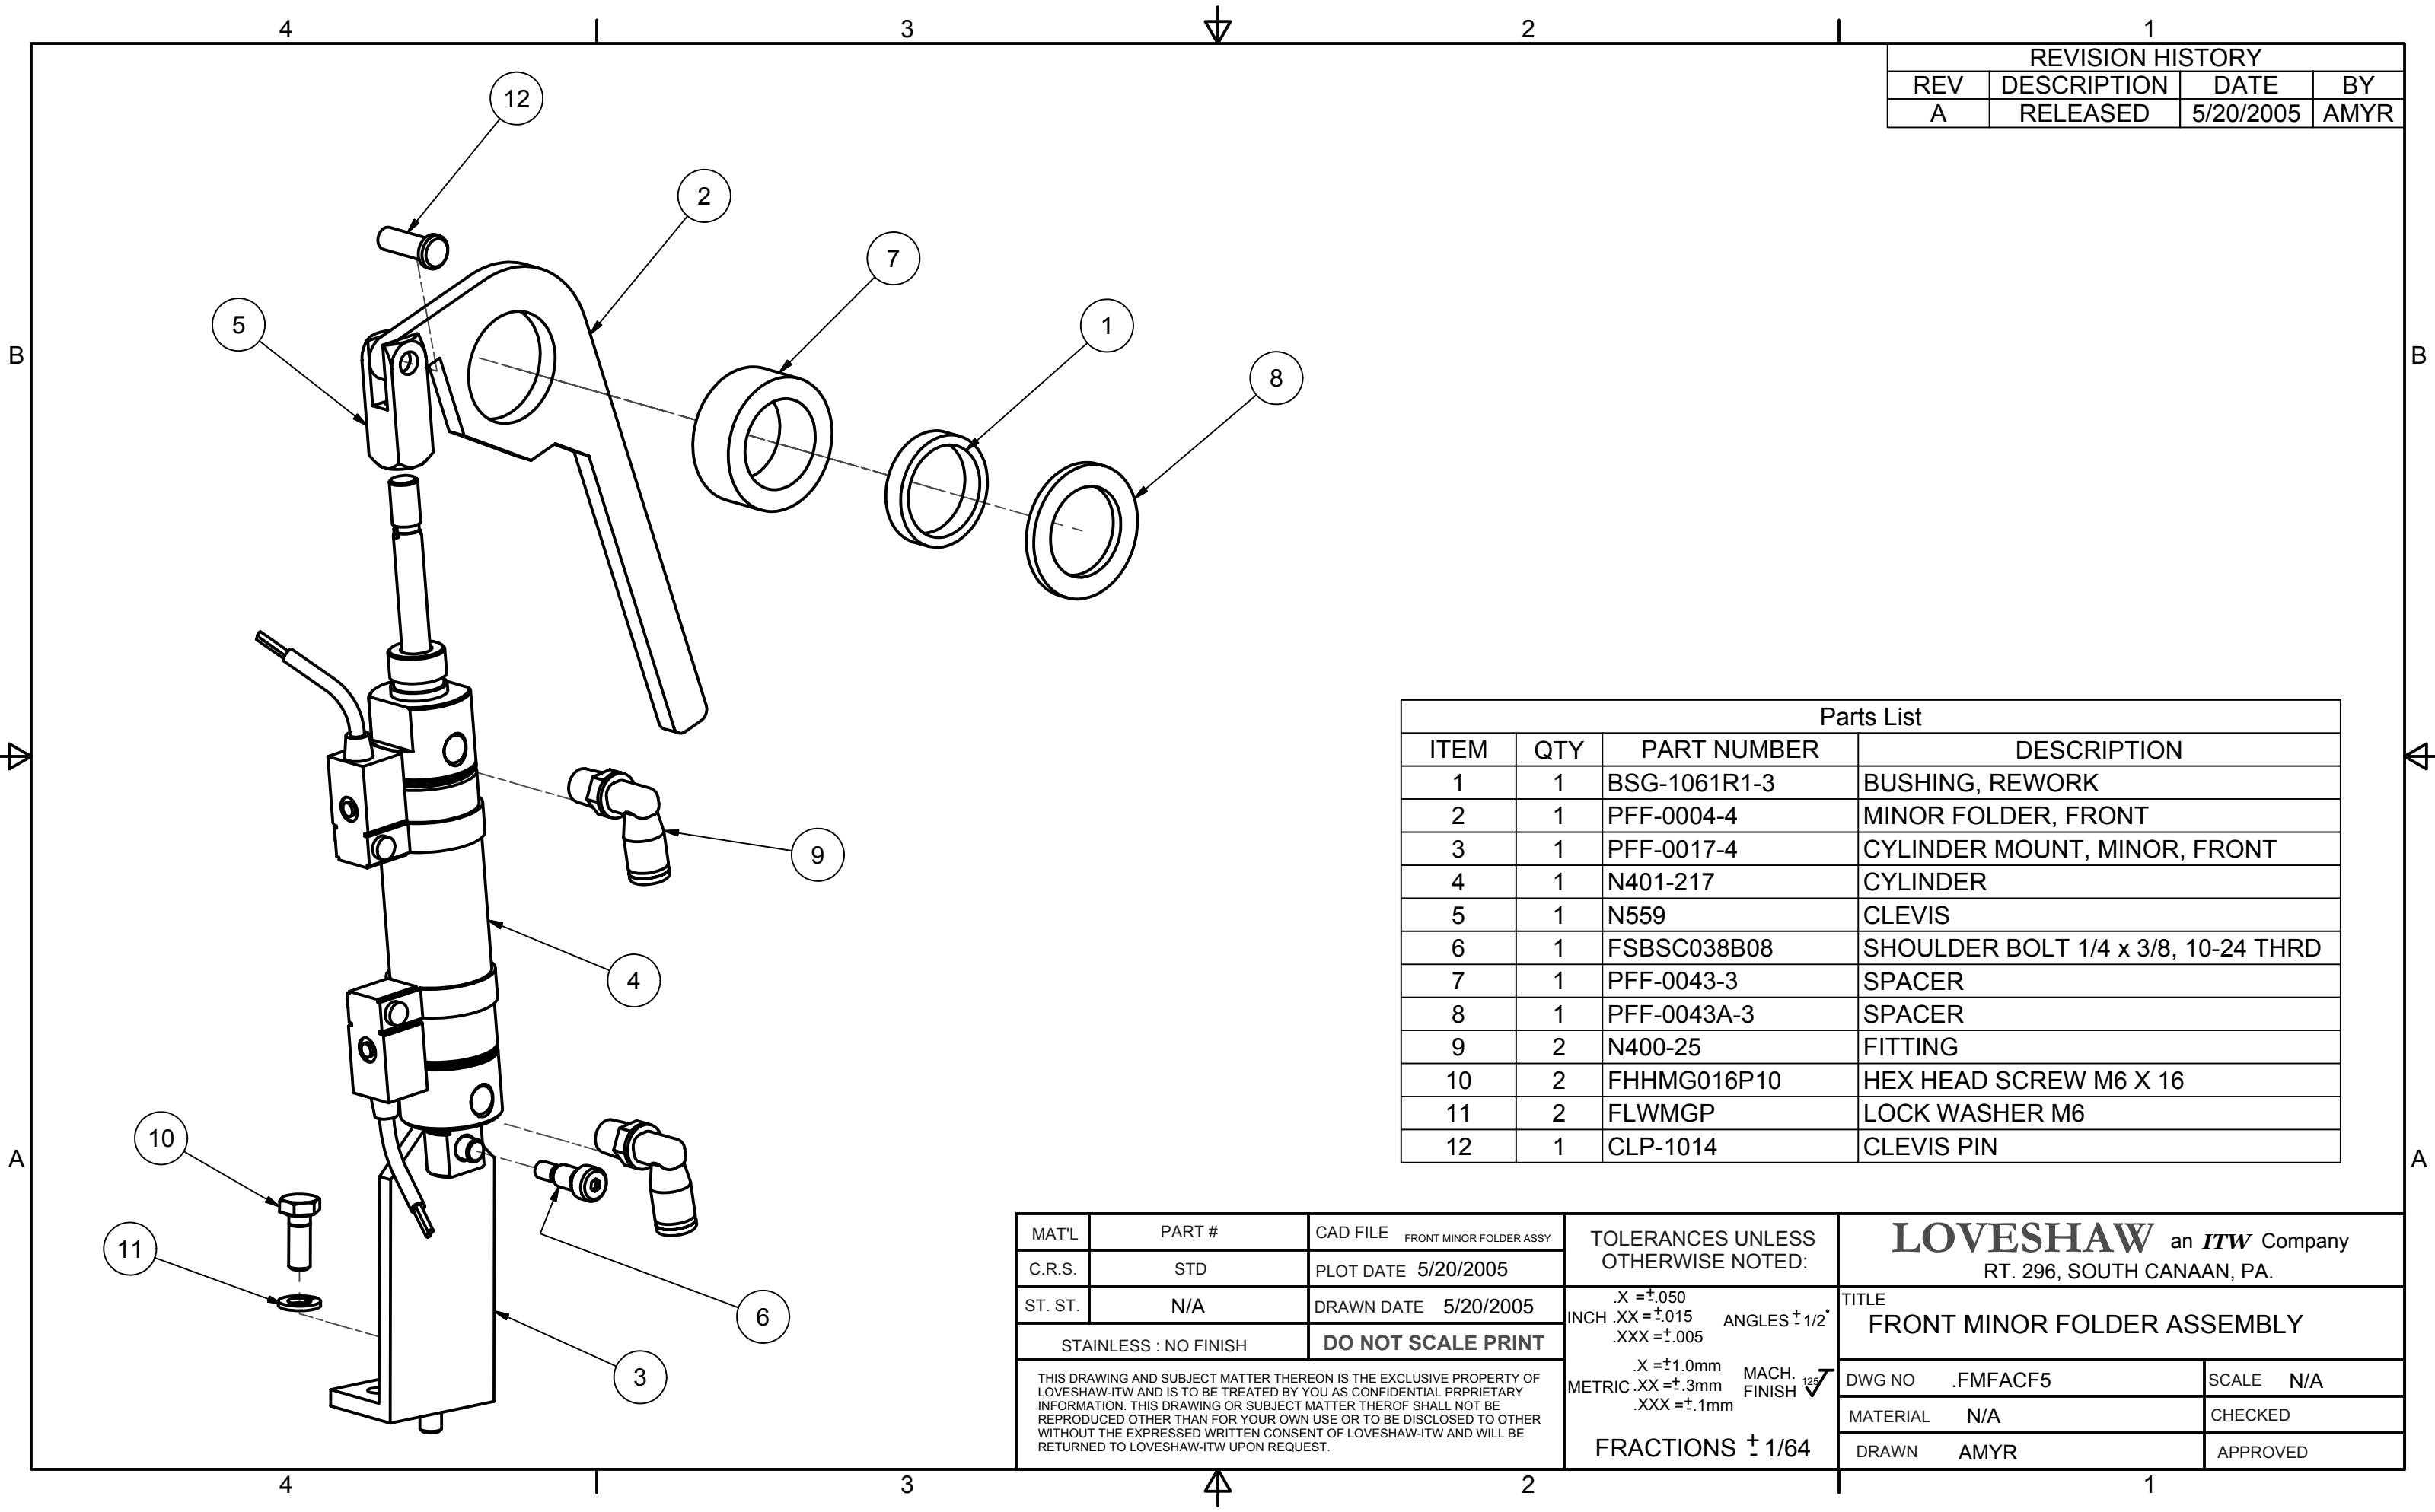 4 3 2 1
REVISION HISTORY
REV DESCRIPTION DATE BY
A RELEASED 5/20/2005 AMYR
12
2
7
5
1
8
B B
9
4
10
11
6
3
A A
Parts List
ITEM QTY PART NUMBER DESCRIPTION
1 1 BSG-1061R1-3 BUSHING, REWORK
2 1 PFF-0004-4 MINOR FOLDER, FRONT
3 1 PFF-0017-4 CYLINDER MOUNT, MINOR, FRONT
4 1 N401-217 CYLINDER
5 1 N559 CLEVIS
6 1 FSBSC038B08 SHOULDER BOLT 1/4 x 3/8, 10-24 THRD
7 1 PFF-0043-3 SPACER
8 1 PFF-0043A-3 SPACER
9 2 N400-25 FITTING
10 2 FHHMG016P10 HEX HEAD SCREW M6 X 16
11 2 FLWMGP LOCK WASHER M6
12 1 CLP-1014 CLEVIS PIN
MAT'L PART # CAD FILE FRONT MINOR FOLDER ASSY
C.R.S. STD PLOT DATE 5/20/2005
ST. ST. N/A DRAWN DATE 5/20/2005
STAINLESS : NO FINISH DO NOT SCALE PRINT
THIS DRAWING AND SUBJECT MATTER THEREON IS THE EXCLUSIVE PROPERTY OF
LOVESHAW-ITW AND IS TO BE TREATED BY YOU AS CONFIDENTIAL PRPRIETARY
INFORMATION. THIS DRAWING OR SUBJECT MATTER THEROF SHALL NOT BE
REPRODUCED OTHER THAN FOR YOUR OWN USE OR TO BE DISCLOSED TO OTHER
WITHOUT THE EXPRESSED WRITTEN CONSENT OF LOVESHAW-ITW AND WILL BE
RETURNED TO LOVESHAW-ITW UPON REQUEST.
TOLERANCES UNLESS
OTHERWISE NOTED:
.X =±.050
INCH .XX =±.015 ANGLES ± 1/2°
.XXX =±.005
.X =±1.0mm MACH. 125
METRIC .XX =±.3mm FINISH
.XXX =±.1mm
FRACTIONS ± 1/64
LOVESHAW an ITW Company
RT. 296, SOUTH CANAAN, PA.
TITLE
FRONT MINOR FOLDER ASSEMBLY
DWG NO .FMFACF5 SCALE N/A
MATERIAL N/A CHECKED
DRAWN AMYR APPROVED
4 3 2 1